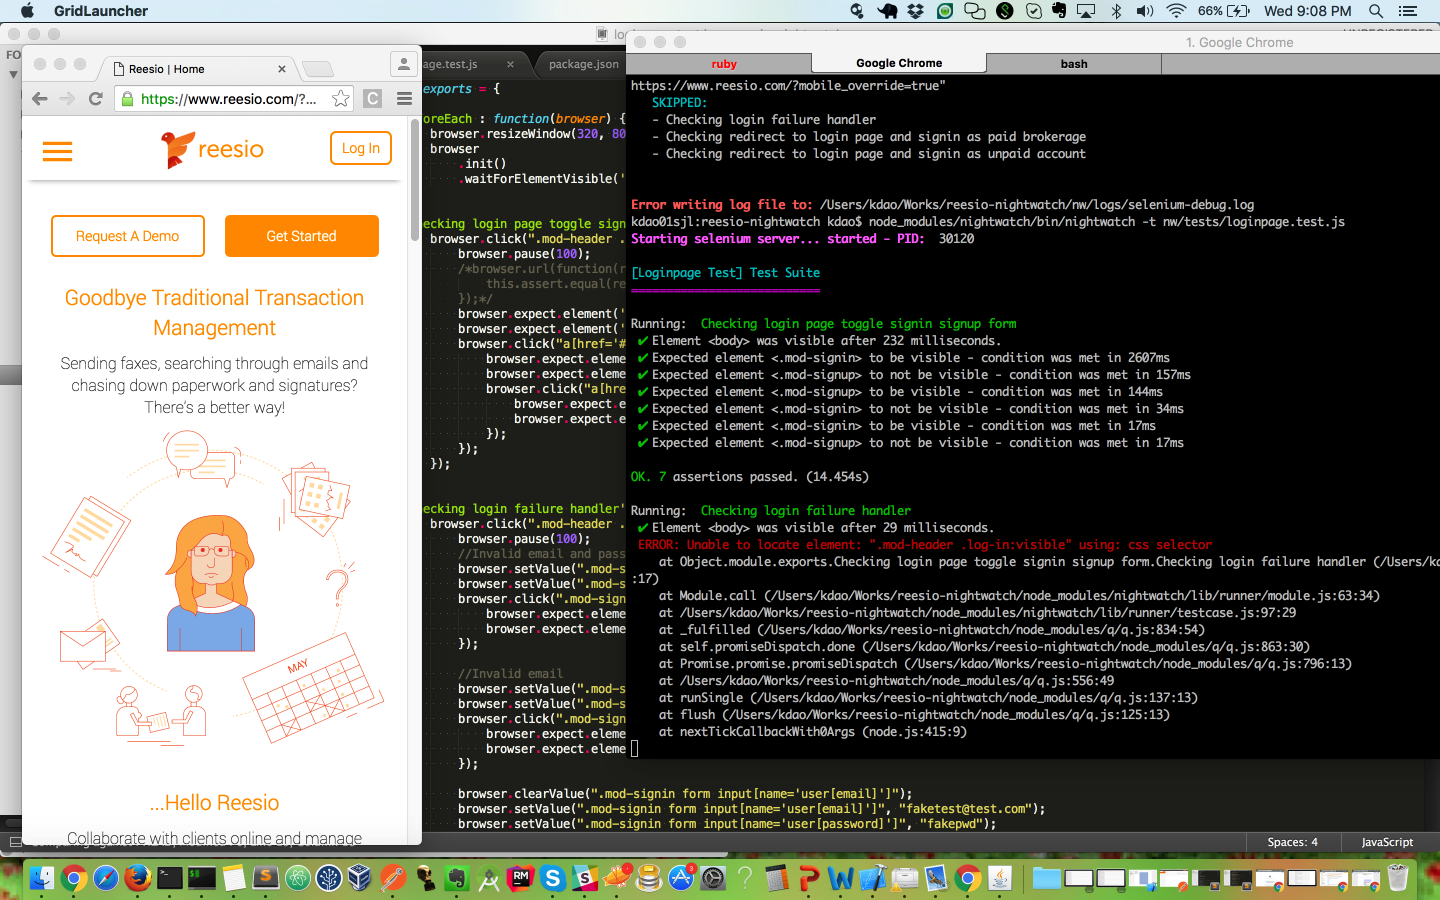 GridLauncher
66%
Wed 9:08 PM
FO
Reesio | Home
https://www.reesio.com/?...
C
reesio
Log In
Request A Demo
Get Started
Goodbye Traditional Transaction
Management
Sending faxes, searching through emails and
chasing down paperwork and signatures?
There's a better way!
MAY
...Hello Reesio
Collaborate with clients online and manage
age.test.js
package.json
exports = {
oreEach : function(browser) {
browser.resizeWindow(320, 80
browser
.init()
.waitForElementVisible('
ecking login page toggle sign
browser.click(".mod-header .
browser.pause(100);
/*browser.url(function(r
this.assert.equal(re
});*/
browser.expect.element('
browser.expect.element('
browser.click("a[href='#
browser.expect.eleme
browser.expect.eleme
browser.click("a[hre
browser.expect.e
browser.expect.e
});
});
});
ecking login failure handler'
browser.click(".mod-header .
browser.pause(100);
//Invalid email and pass
browser.setValue(".mod-s
browser.setValue(".mod-s
browser.click(".mod-sign
browser.expect.eleme
browser.expect.eleme
});
//Invalid email
browser.setValue(".mod-s
browser.setValue(".mod-s
browser.click(".mod-sign
browser.expect.eleme
browser.expect.eleme
});
browser.clearValue(".mod-signin form input[name='user[email]']");
browser.setValue(".mod-signin form input[name='user[email]']", "faketest@test.com");
browser.setValue(".mod-signin form input[name='user[password]']", "fakepwd");
Spaces: 4
JavaScript
1. Google Chrome
ruby
Google Chrome
bash
https://www.reesio.com/?mobile_override=true"
SKIPPED:
- Checking login failure handler
- Checking redirect to login page and signin as paid brokerage
- Checking redirect to login page and signin as unpaid account
Error writing log file to: /Users/kdao/Works/reesio-nightwatch/nw/logs/selenium-debug.log
kdao01sjl:reesio-nightwatch kdao$ node_modules/nightwatch/bin/nightwatch -t nw/tests/loginpage.test.js
Starting selenium server... started - PID: 30120
[Loginpage Test] Test Suite
===========================
Running: Checking login page toggle signin signup form
✔ Element <body> was visible after 232 milliseconds.
✔ Expected element <.mod-signin> to be visible - condition was met in 2607ms
✔ Expected element <.mod-signup> to not be visible - condition was met in 157ms
✔ Expected element <.mod-signup> to be visible - condition was met in 144ms
✔ Expected element <.mod-signin> to not be visible - condition was met in 34ms
✔ Expected element <.mod-signin> to be visible - condition was met in 17ms
✔ Expected element <.mod-signup> to not be visible - condition was met in 17ms
OK. 7 assertions passed. (14.454s)
Running: Checking login failure handler
✔ Element <body> was visible after 29 milliseconds.
ERROR: Unable to locate element: ".mod-header .log-in:visible" using: css selector
at Object.module.exports.Checking login page toggle signin signup form.Checking login failure handler (/Users/kd
:17)
at Module.call (/Users/kdao/Works/reesio-nightwatch/node_modules/nightwatch/lib/runner/module.js:63:34)
at /Users/kdao/Works/reesio-nightwatch/node_modules/nightwatch/lib/runner/testcase.js:97:29
at _fulfilled (/Users/kdao/Works/reesio-nightwatch/node_modules/q/q.js:834:54)
at self.promiseDispatch.done (/Users/kdao/Works/reesio-nightwatch/node_modules/q/q.js:863:30)
at Promise.promise.promiseDispatch (/Users/kdao/Works/reesio-nightwatch/node_modules/q/q.js:796:13)
at /Users/kdao/Works/reesio-nightwatch/node_modules/q/q.js:556:49
at runSingle (/Users/kdao/Works/reesio-nightwatch/node_modules/q/q.js:137:13)
at flush (/Users/kdao/Works/reesio-nightwatch/node_modules/q/q.js:125:13)
at nextTickCallbackWith0Args (node.js:415:9)